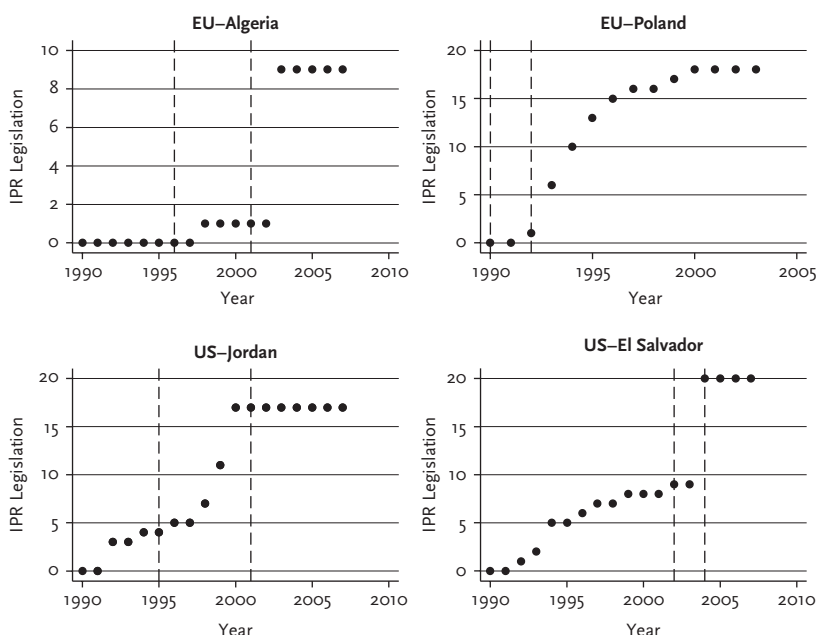 EU–Algeria
IPR Legislation
10
8
6
4
2
0
1990 1995 2000 2005 2010
Year
EU–Poland
IPR Legislation
20
15
10
5
0
1990 1995 2000 2005
Year
US–Jordan
IPR Legislation
20
15
10
5
0
1990 1995 2000 2005 2010
Year
US–El Salvador
IPR Legislation
20
15
10
5
0
1990 1995 2000 2005 2010
Year